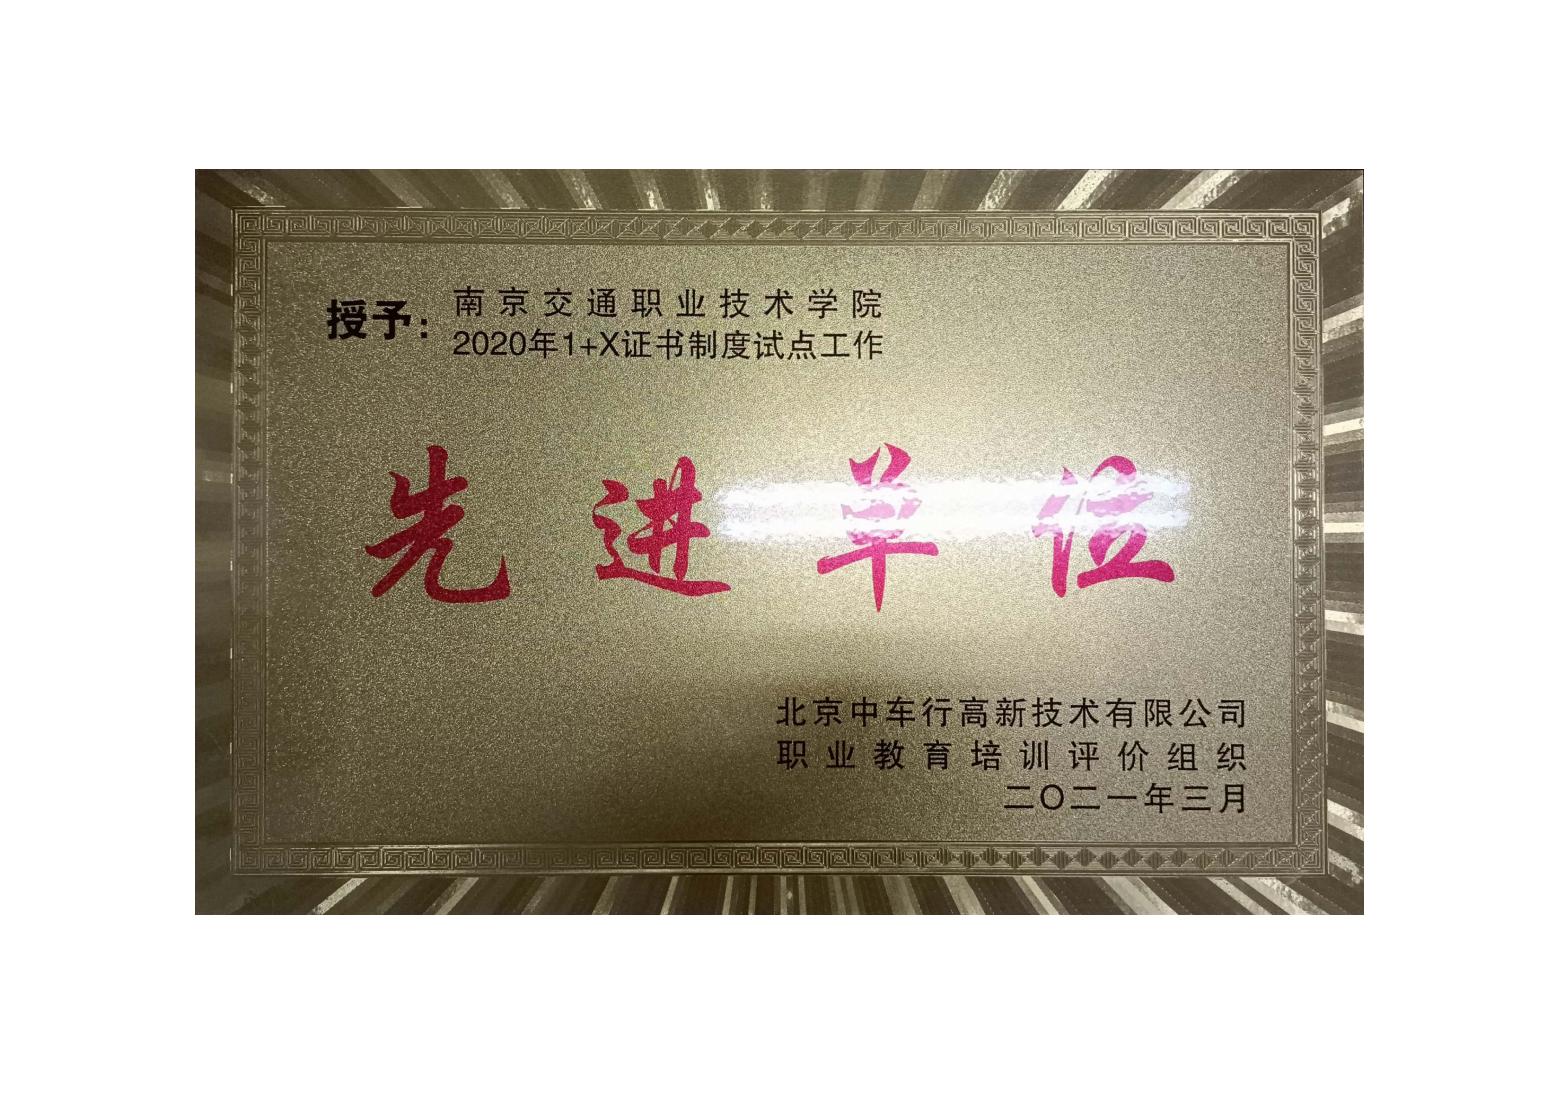 授予：
南京交通职业技术学院
2020年1+X证书制度试点工作
先进单位
北京中车行高新技术有限公司
职业教育培训评价组织
二〇二一年三月